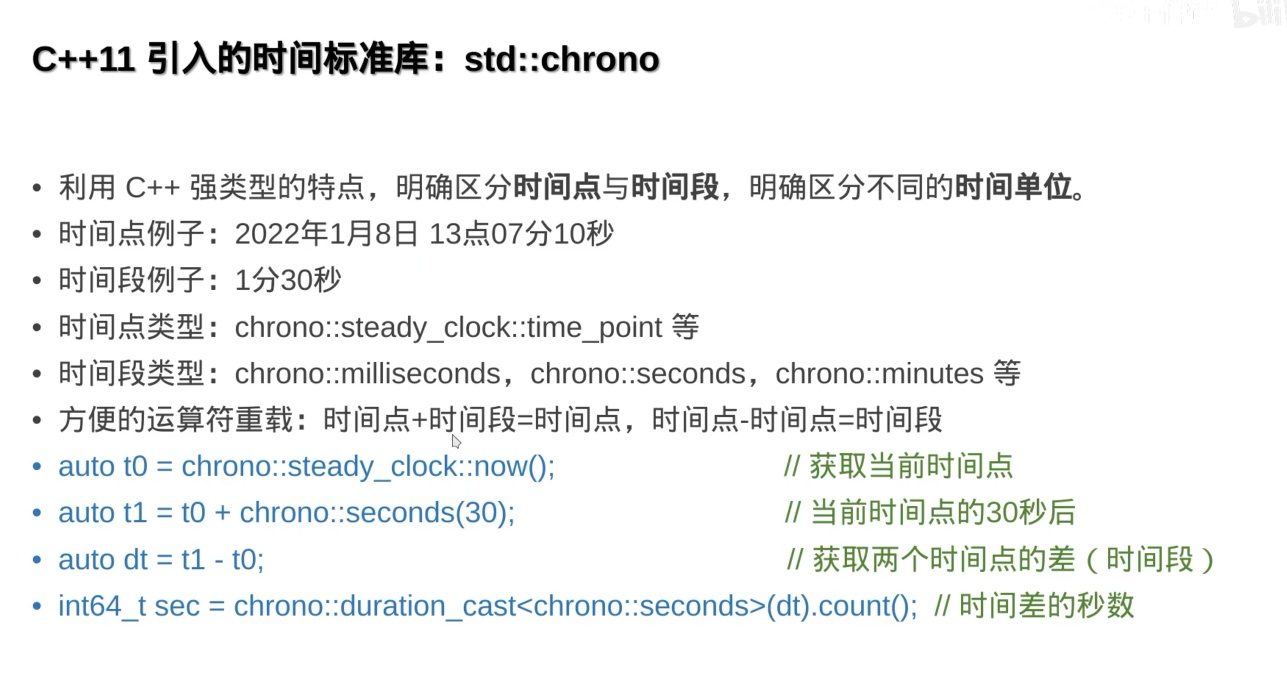 C++11 引入的时间标准库：std::chrono
• 利用 C++ 强类型的特点，明确区分时间点与时间段，明确区分不同的时间单位。
• 时间点例子：2022年1月8日 13点07分10秒
• 时间段例子：1分30秒
• 时间点类型：chrono::steady_clock::time_point 等
• 时间段类型：chrono::milliseconds，chrono::seconds，chrono::minutes 等
• 方便的运算符重载：时间点+时间段=时间点，时间点-时间点=时间段
• auto t0 = chrono::steady_clock::now(); // 获取当前时间点
• auto t1 = t0 + chrono::seconds(30); // 当前时间点的30秒后
• auto dt = t1 - t0; // 获取两个时间点的差（时间段）
• int64_t sec = chrono::duration_cast<chrono::seconds>(dt).count(); // 时间差的秒数